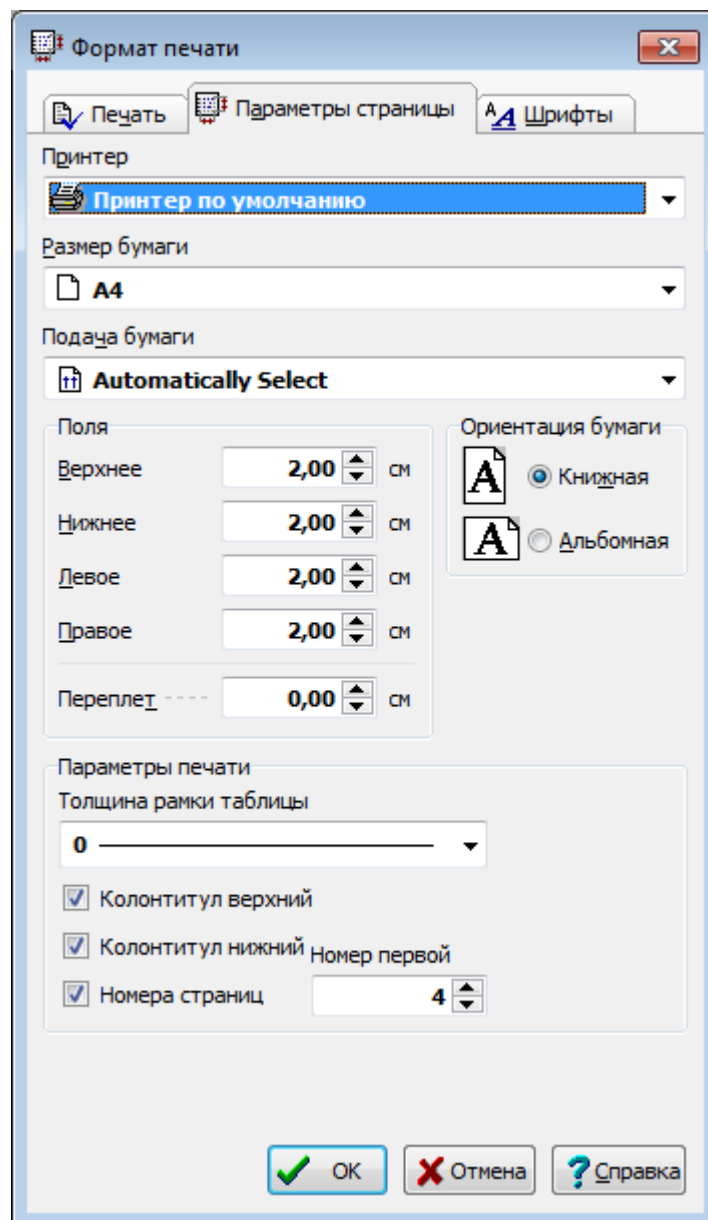 Формат печати
Печать Параметры страницы Шрифты
Принтер
Принтер по умолчанию
Размер бумаги
A4
Подача бумаги
Automatically Select
Поля
Верхнее 2,00 см
Нижнее 2,00 см
Левое 2,00 см
Правое 2,00 см
Переплет 0,00 см
Ориентация бумаги
A Книжная
A Альбомная
Параметры печати
Толщина рамки таблицы
0
Колонтитул верхний
Колонтитул нижний
Номер первой
Номера страниц 4
OK Отмена Справка